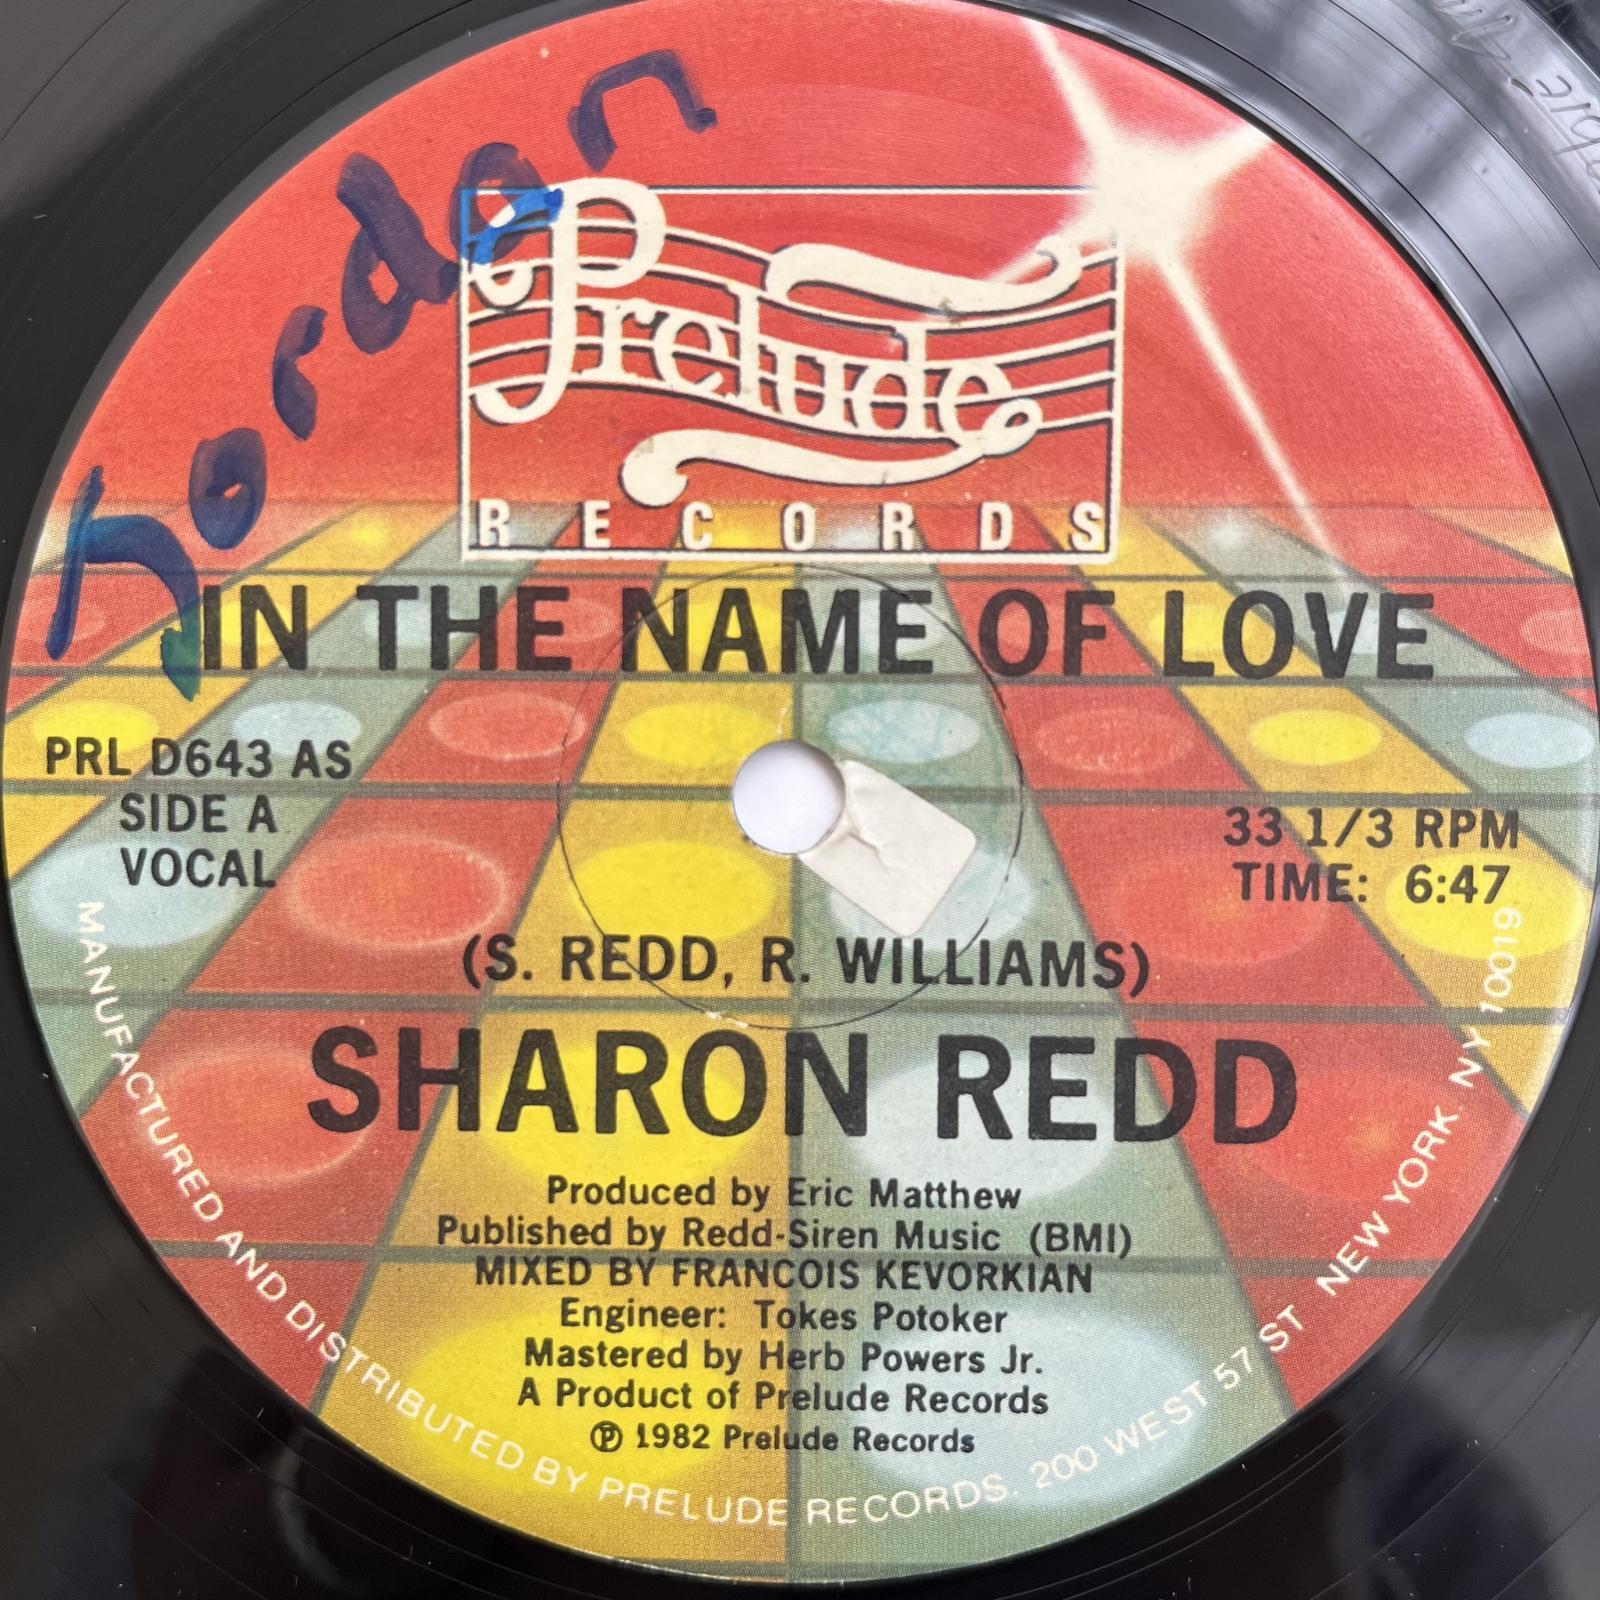 Jordon
Prelude
RECORDS
IN THE NAME OF LOVE
PRL D643 AS
SIDE A
VOCAL
33 1/3 RPM
TIME: 6:47
(S. REDD, R. WILLIAMS)
SHARON REDD
Produced by Eric Matthew
Published by Redd-Siren Music (BMI)
MIXED BY FRANCOIS KEVORKIAN
Engineer: Tokes Potoker
Mastered by Herb Powers Jr.
A Product of Prelude Records
℗ 1982 Prelude Records
MANUFACTURED AND DISTRIBUTED BY PRELUDE RECORDS. 200 WEST 57 ST NEW YORK NY 10019